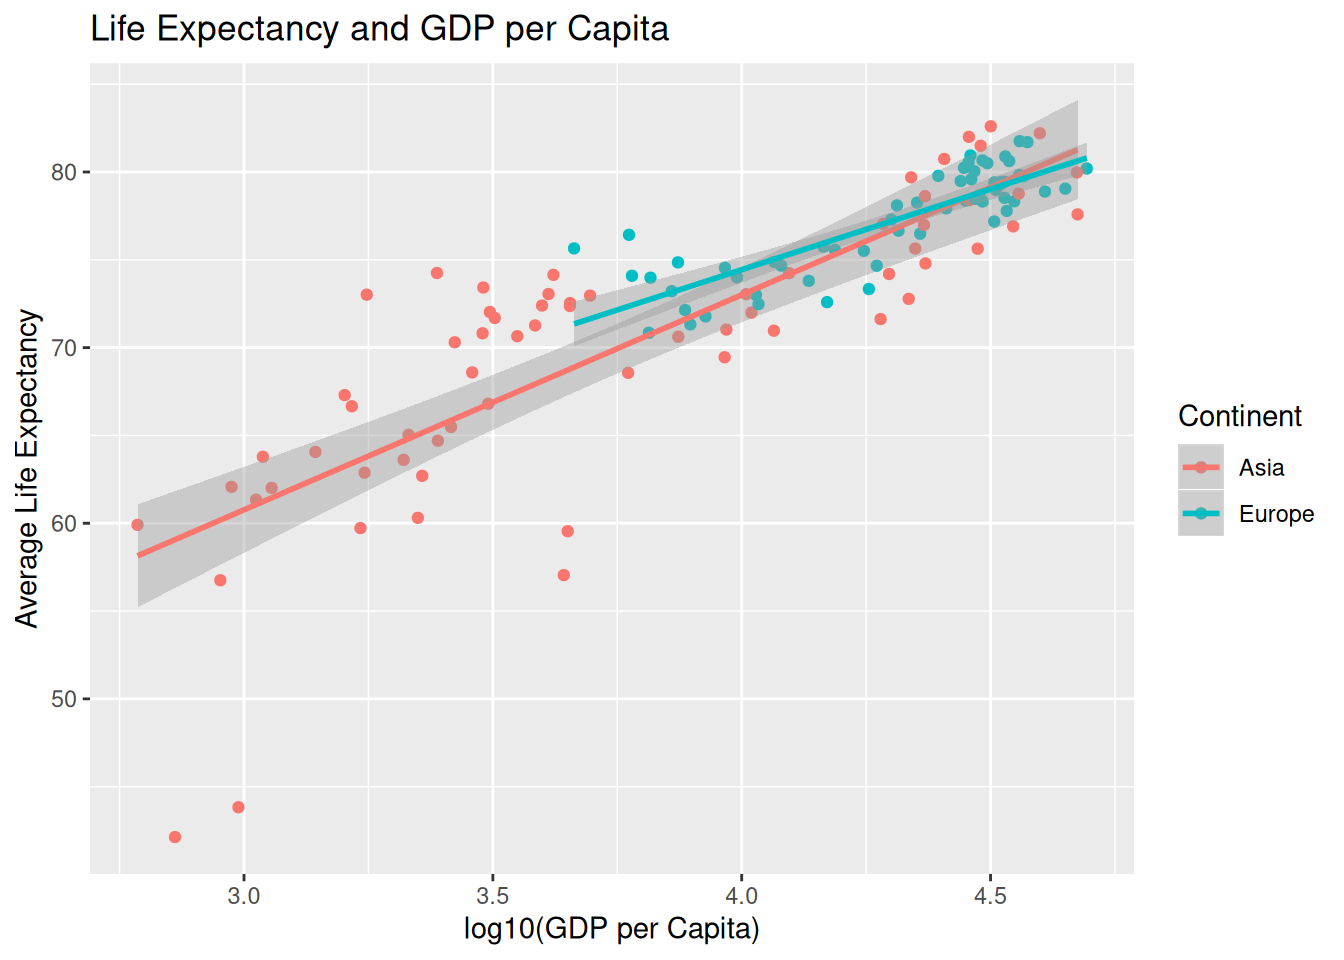 Life Expectancy and GDP per Capita
Average Life Expectancy
80
70
60
50
3.0
3.5
4.0
4.5
log10(GDP per Capita)
Continent
Asia
Europe